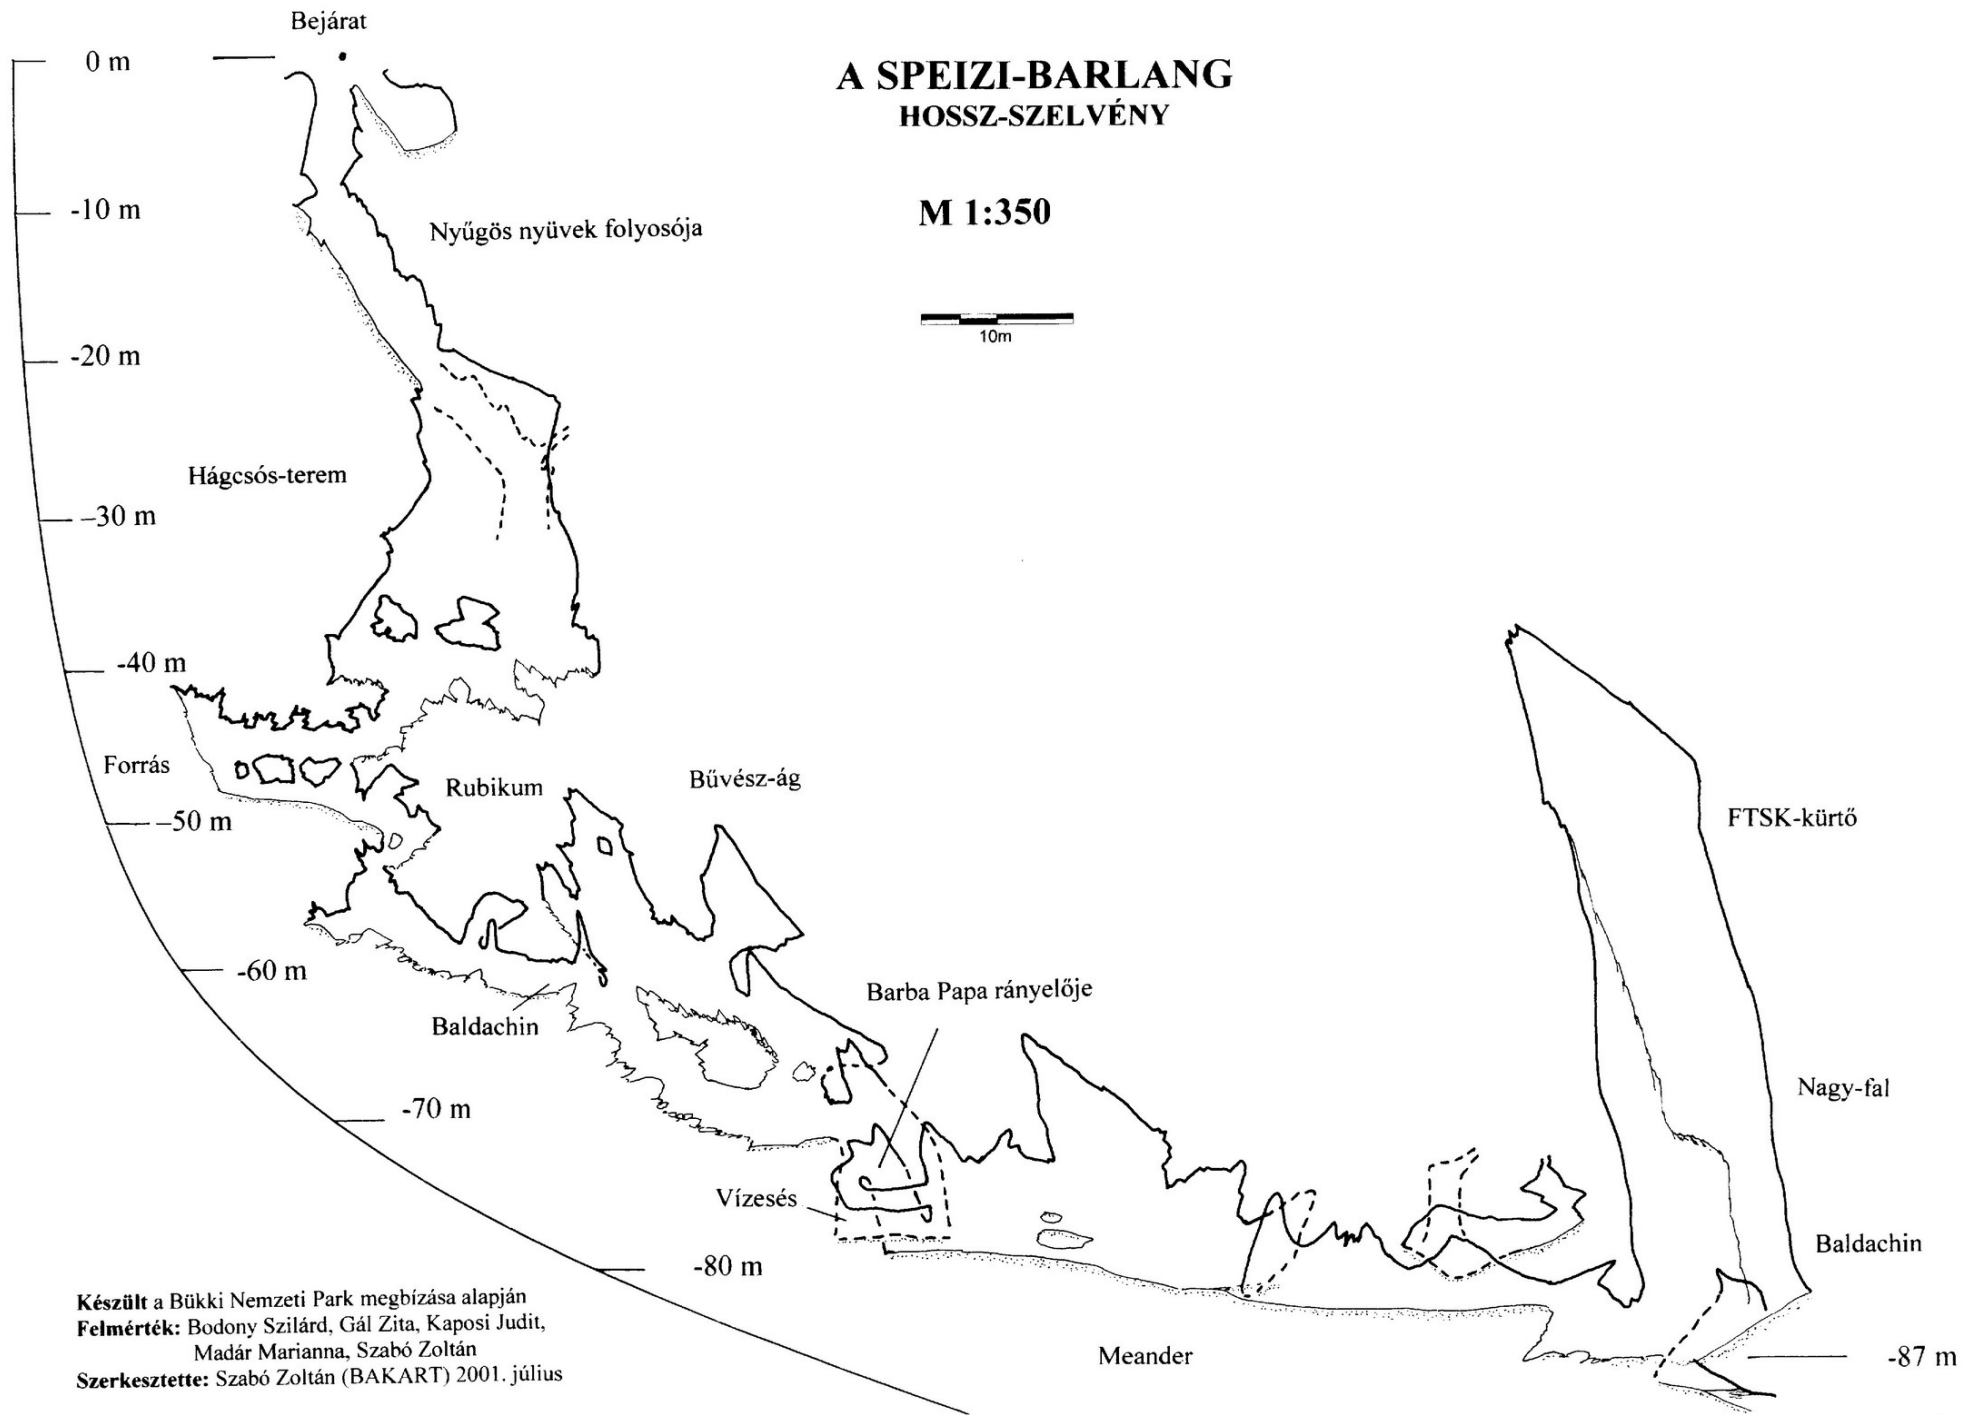 Bejárat
0 m
A SPEIZI-BARLANG
HOSSZ-SZELVÉNY
-10 m
Nyűgös nyüvek folyosója
M 1:350
10m
-20 m
Hágcsós-terem
–30 m
-40 m
Forrás
Rubikum
Bűvész-ág
–50 m
FTSK-kürtő
-60 m
Barba Papa rányelője
Baldachin
-70 m
Nagy-fal
Vízesés
Baldachin
-80 m
Meander
-87 m
Készült a Bükki Nemzeti Park megbízása alapján
Felmérték: Bodony Szilárd, Gál Zita, Kaposi Judit,
Madár Marianna, Szabó Zoltán
Szerkesztette: Szabó Zoltán (BAKART) 2001. július